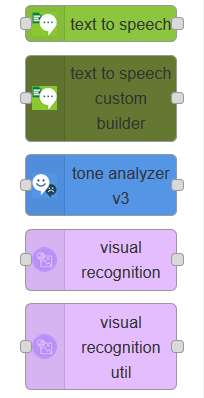 text to speech
text to speech
custom
builder
tone analyzer
v3
visual
recognition
visual
recognition
util